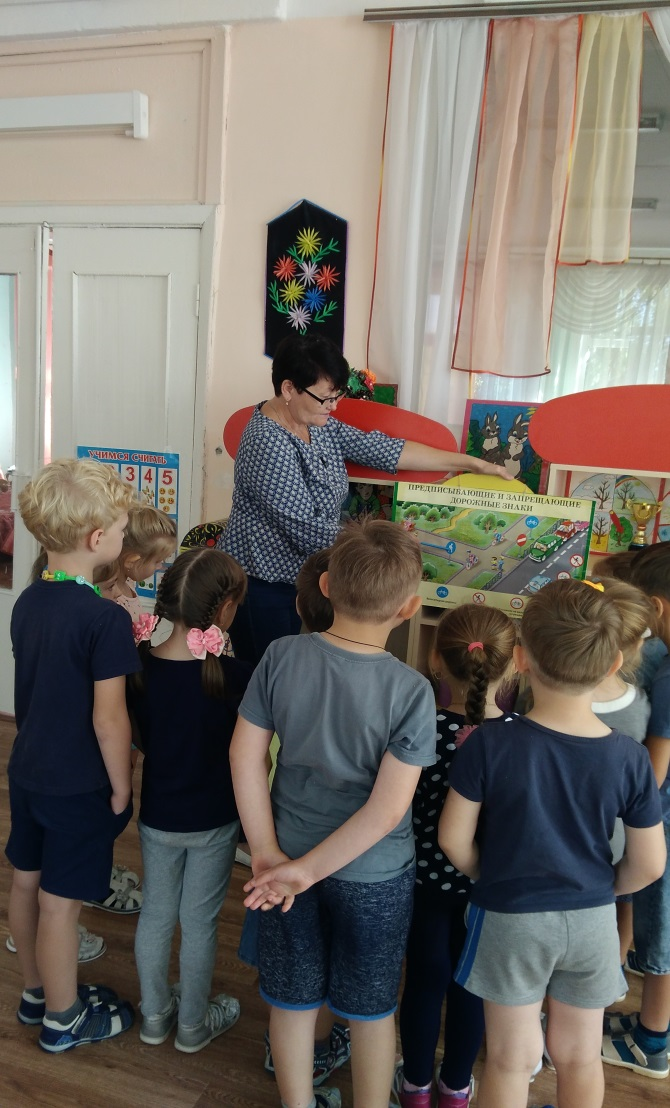 УЧИМСЯ СЧИТАТЬ
3 4 5
ПРЕДПИСЫВАЮЩИЕ И ЗАПРЕЩАЮЩИЕ
ДОРОЖНЫЕ ЗНАКИ